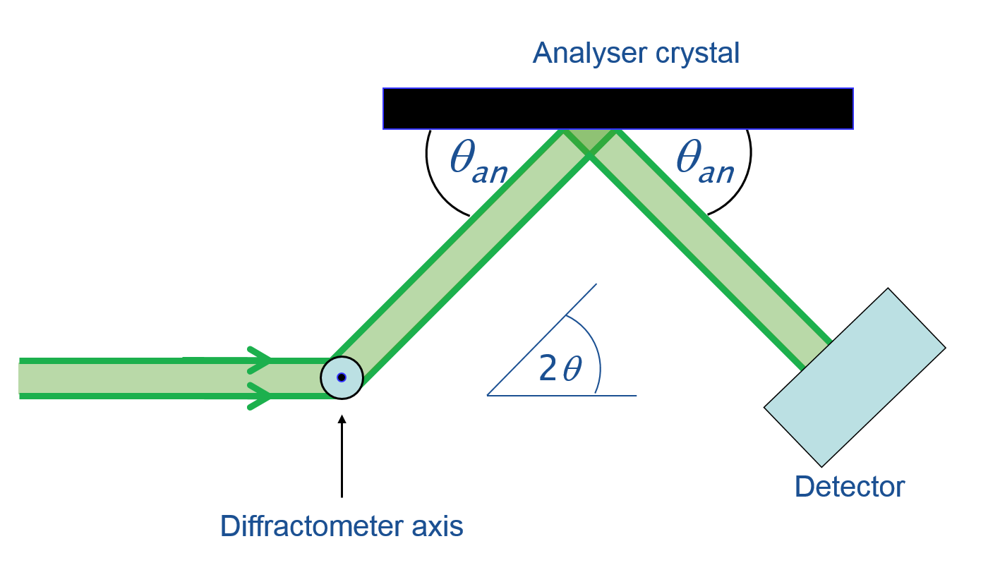 Analyser crystal
θan
θan
2θ
Detector
Diffractometer axis